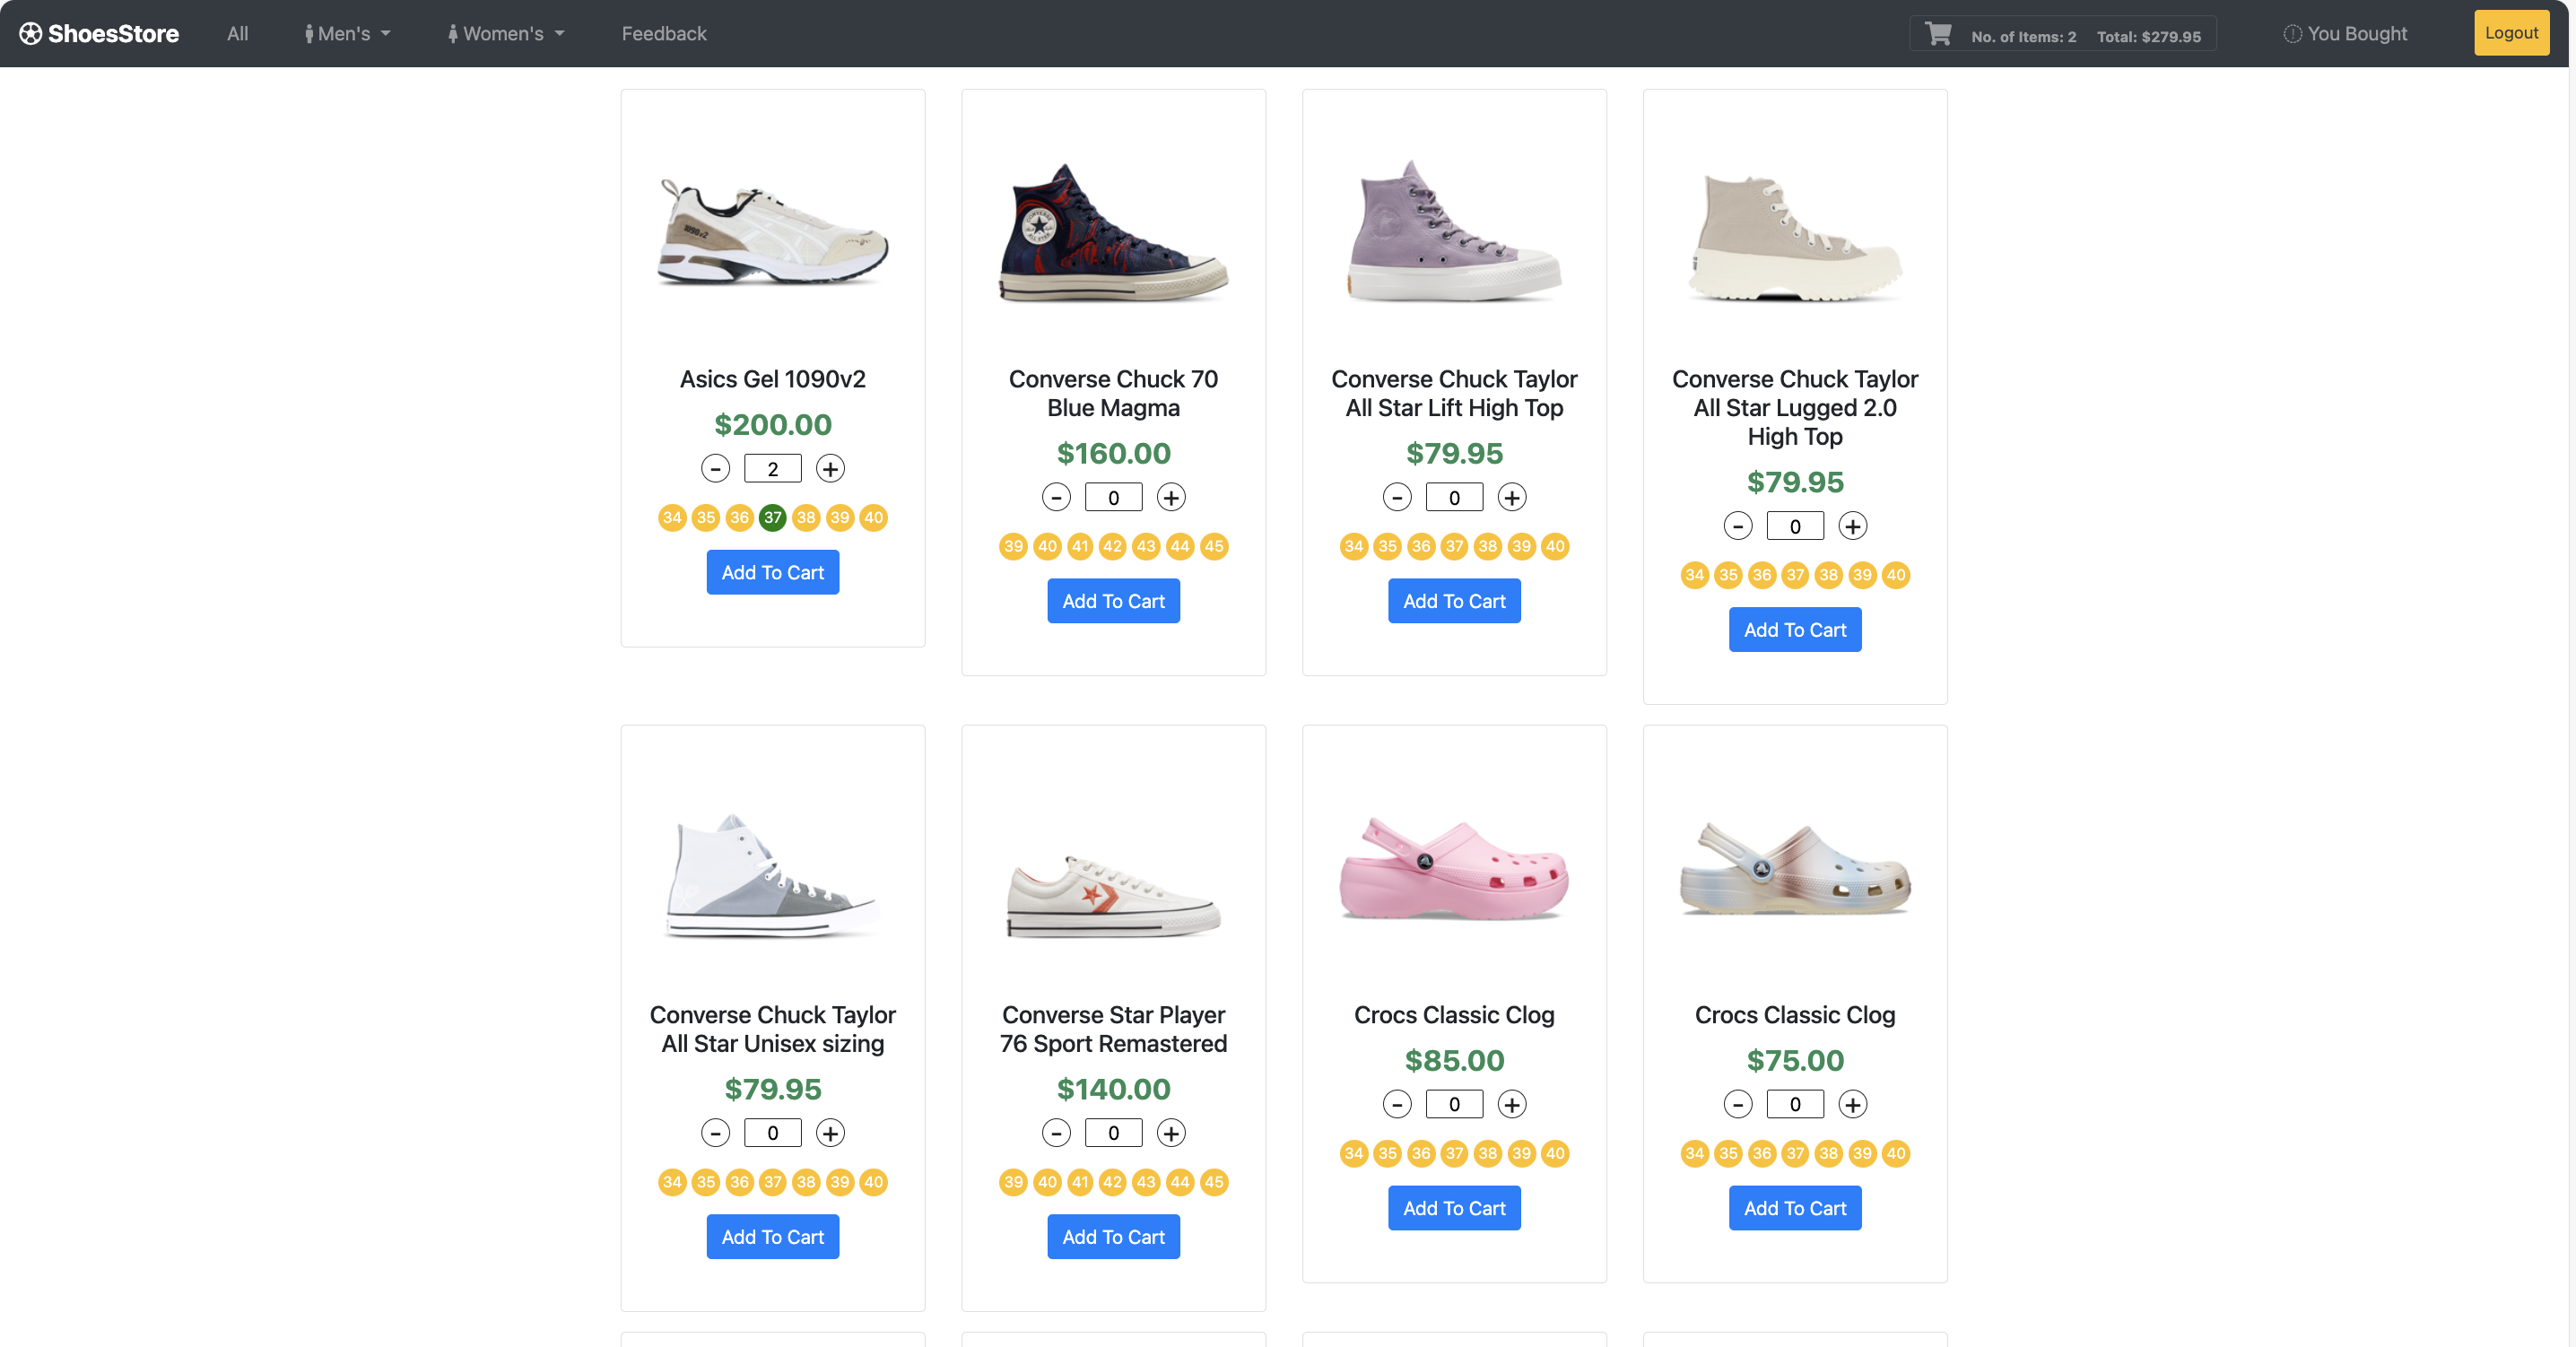 ShoesStore All Men's Women's Feedback No. of Items: 2 Total: $279.95 You Bought Logout
1090v2
CONVERSE
ALL STAR
Asics Gel 1090v2
$200.00
- 2 +
34 35 36 37 38 39 40
Add To Cart
Converse Chuck 70
Blue Magma
$160.00
- 0 +
39 40 41 42 43 44 45
Add To Cart
Converse Chuck Taylor
All Star Lift High Top
$79.95
- 0 +
34 35 36 37 38 39 40
Add To Cart
Converse Chuck Taylor
All Star Lugged 2.0
High Top
$79.95
- 0 +
34 35 36 37 38 39 40
Add To Cart
Converse Chuck Taylor
All Star Unisex sizing
$79.95
- 0 +
34 35 36 37 38 39 40
Add To Cart
Converse Star Player
76 Sport Remastered
$140.00
- 0 +
39 40 41 42 43 44 45
Add To Cart
Crocs Classic Clog
$85.00
- 0 +
34 35 36 37 38 39 40
Add To Cart
Crocs Classic Clog
$75.00
- 0 +
34 35 36 37 38 39 40
Add To Cart